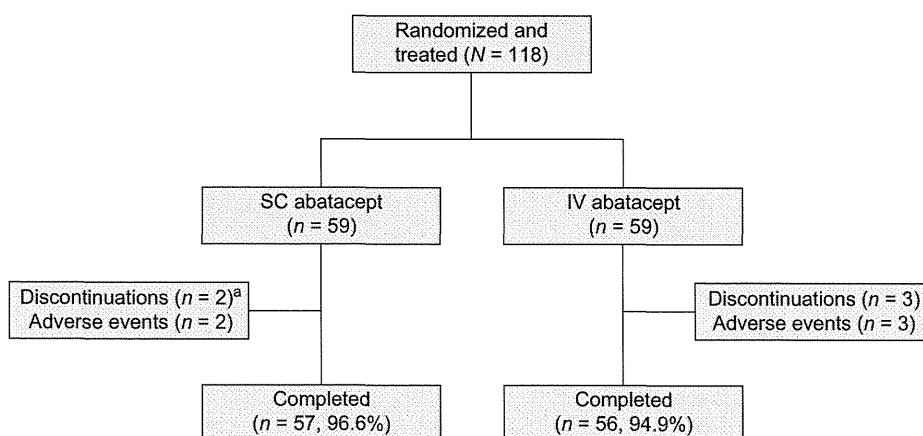 Randomized and
treated (N = 118)
SC abatacept
(n = 59)
IV abatacept
(n = 59)
Discontinuations (n = 2)ᵃ
Adverse events (n = 2)
Discontinuations (n = 3)
Adverse events (n = 3)
Completed
(n = 57, 96.6%)
Completed
(n = 56, 94.9%)